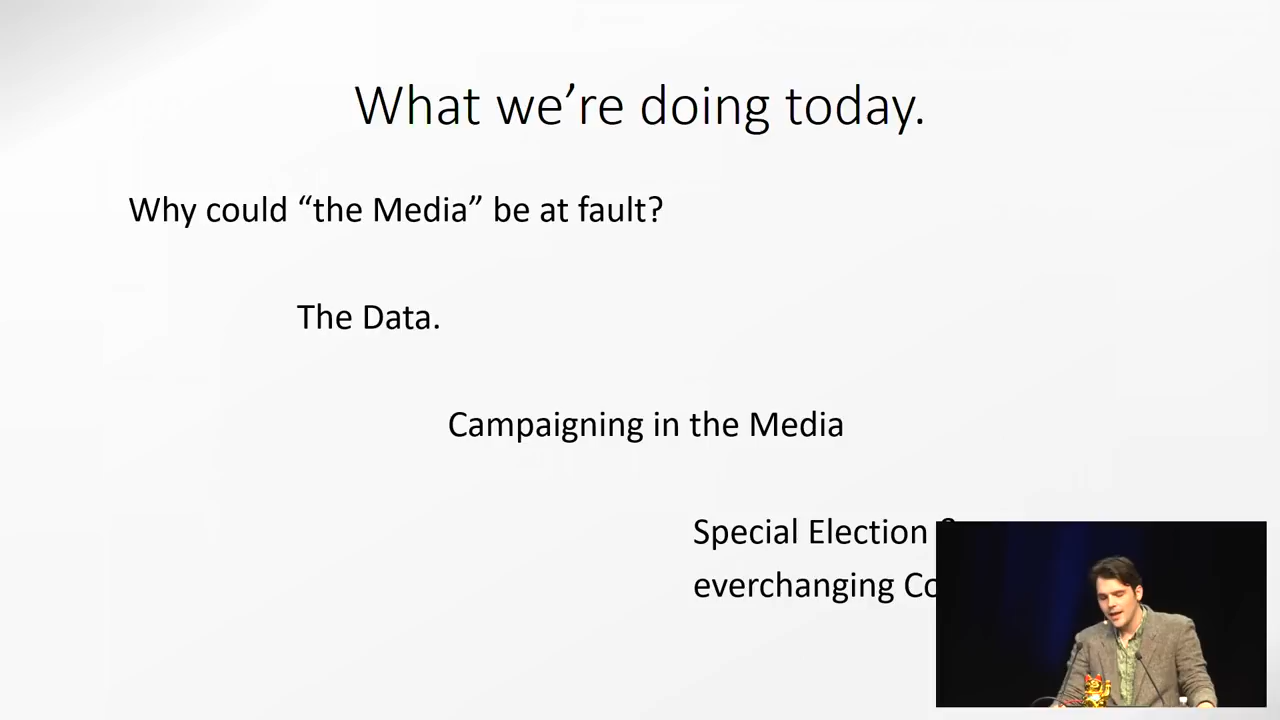 What we’re doing today.
Why could “the Media” be at fault?
The Data.
Campaigning in the Media
Special Election
everchanging